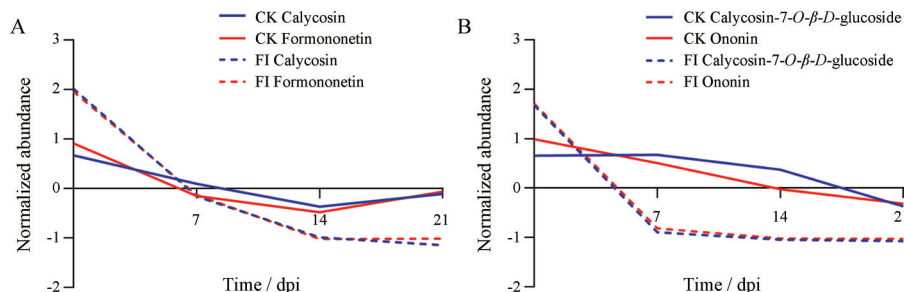 A
CK Calycosin
CK Formononetin
FI Calycosin
FI Formononetin
Normalized abundance
3
2
1
0
-1
-2
7
14
21
Time / dpi
B
CK Calycosin-7-O-β-D-glucoside
CK Ononin
FI Calycosin-7-O-β-D-glucoside
FI Ononin
Normalized abundance
3
2
1
0
-1
-2
7
14
Time / dpi